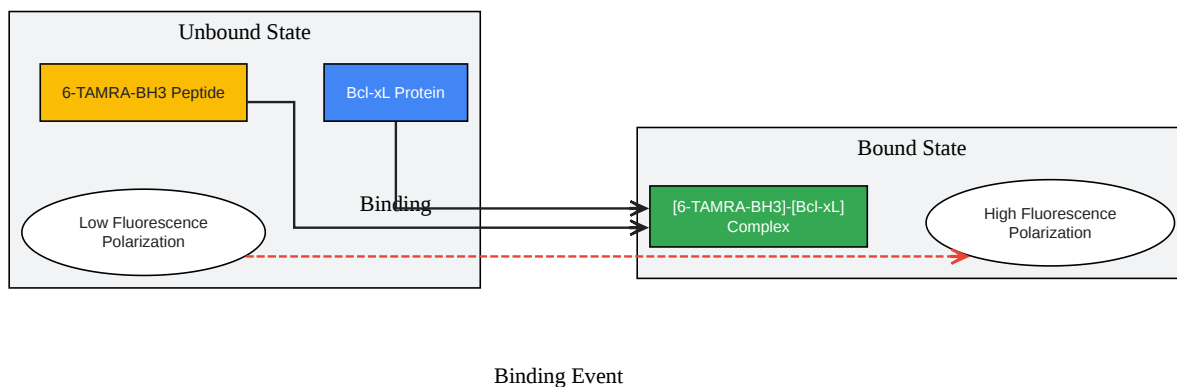 Unbound State
6-TAMRA-BH3 Peptide
Bcl-xL Protein
Binding
Low Fluorescence
Polarization
Bound State
[6-TAMRA-BH3]-[Bcl-xL]
Complex
High Fluorescence
Polarization
Binding Event